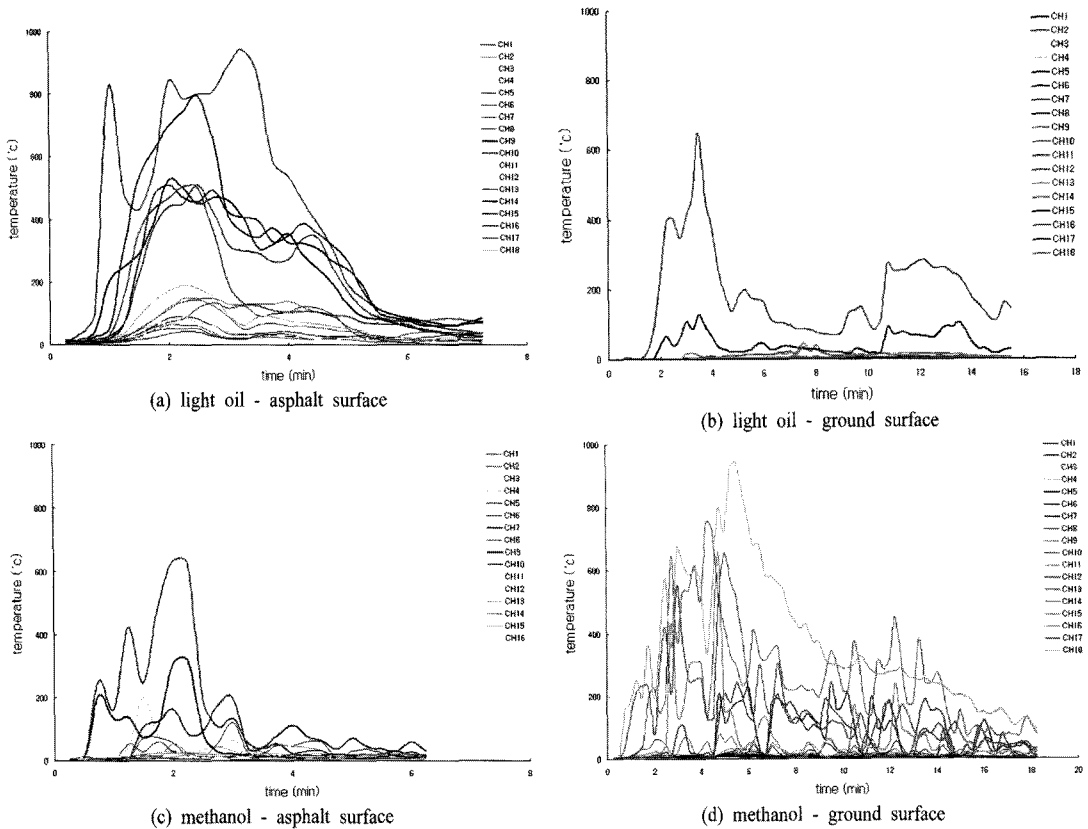 temperature (°c)
1000
800
600
400
200
0
0
2
4
6
8
time (min)
CH1
CH2
CH3
CH4
CH5
CH6
CH7
CH8
CH9
CH10
CH11
CH12
CH13
CH14
CH15
CH16
CH17
CH18
(a) light oil - asphalt surface
temperature (°c)
1000
800
600
400
200
0
0
2
4
6
8
10
12
14
16
18
time (min)
CH1
CH2
CH3
CH4
CH5
CH6
CH7
CH8
CH9
CH10
CH11
CH12
CH13
CH14
CH15
CH16
CH17
CH18
(b) light oil - ground surface
temperature (°c)
1000
800
600
400
200
0
0
2
4
6
8
time (min)
CH1
CH2
CH3
CH4
CH5
CH6
CH7
CH8
CH9
CH10
CH11
CH12
CH13
CH14
CH15
CH16
(c) methanol - asphalt surface
temperature (°c)
1000
800
600
400
200
0
0
2
4
6
8
10
12
14
16
18
20
time (min)
CH1
CH2
CH3
CH4
CH5
CH6
CH7
CH8
CH9
CH10
CH11
CH12
CH13
CH14
CH15
CH16
CH17
CH18
(d) methanol - ground surface